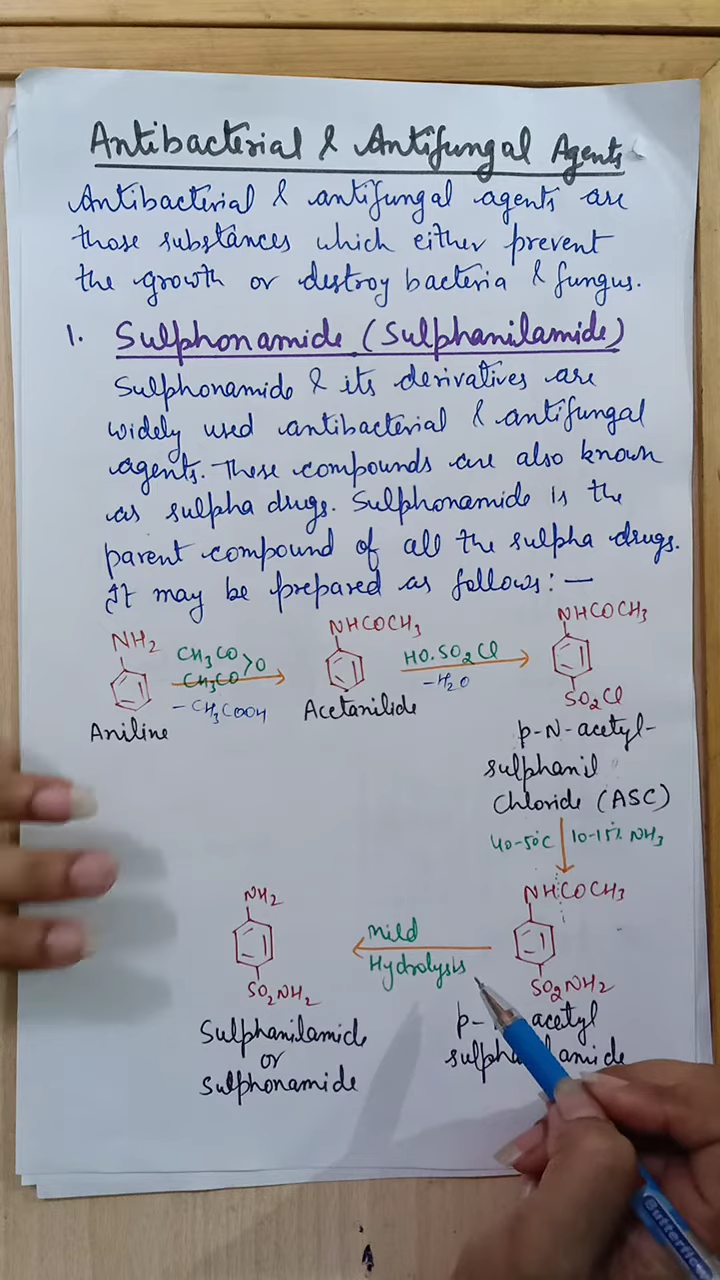 Antibacterial & Antifungal Agents
Antibacterial & antifungal agents are
those substances which either prevent
the growth or destroy bacteria & fungus.
1. Sulphonamide (Sulphanilamide)
Sulphonamide & its derivatives are
widely used antibacterial & antifungal
agents. These compounds are also known
as sulpha drugs. Sulphonamide is the
parent compound of all the sulpha drugs.
It may be prepared as follows:—
NH2
CH3CO
CH3CO >O
-CH3COOH
Aniline
NHCOCH3
Acetanilide
HO.SO2Cl
-H2O
NHCOCH3
SO2Cl
p-N-acetyl-
sulphanil
Chloride (ASC)
40-50°C 10-15% NH3
NHCOCH3
SO2NH2
p- acetyl
Mild
Hydrolysis
NH2
SO2NH2
Sulphanilamide
or
Sulphonamide
Butterflow